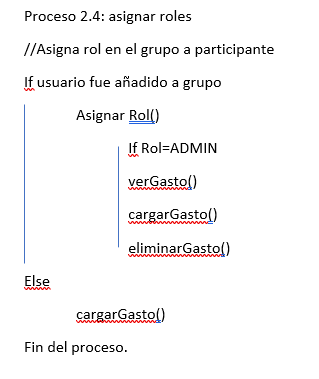 Proceso 2.4: asignar roles
//Asigna rol en el grupo a participante
If usuario fue añadido a grupo
Asignar Rol()
If Rol=ADMIN
verGasto()
cargarGasto()
eliminarGasto()
Else
cargarGasto()
Fin del proceso.